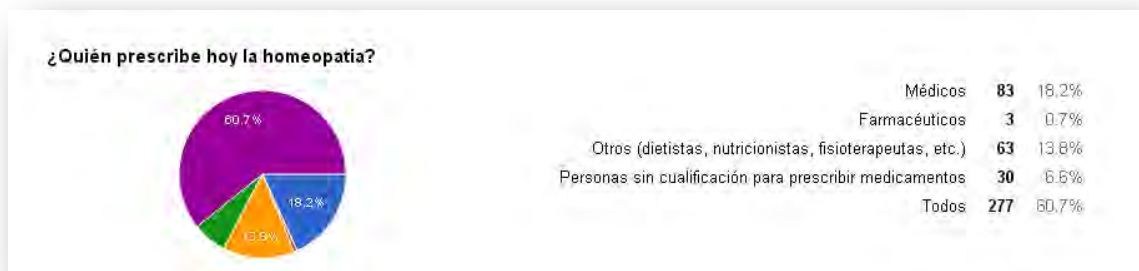 ¿Quién prescribe hoy la homeopatia?
Médicos 83 18.2%
Farmacéuticos 3 0.7%
Otros (dietistas, nutricionistas, fisioterapeutas, etc.) 63 13.8%
Personas sin cualificación para prescribir medicamentos 30 6.6%
Todos 277 60.7%
60.7%
18.2%
13.8%